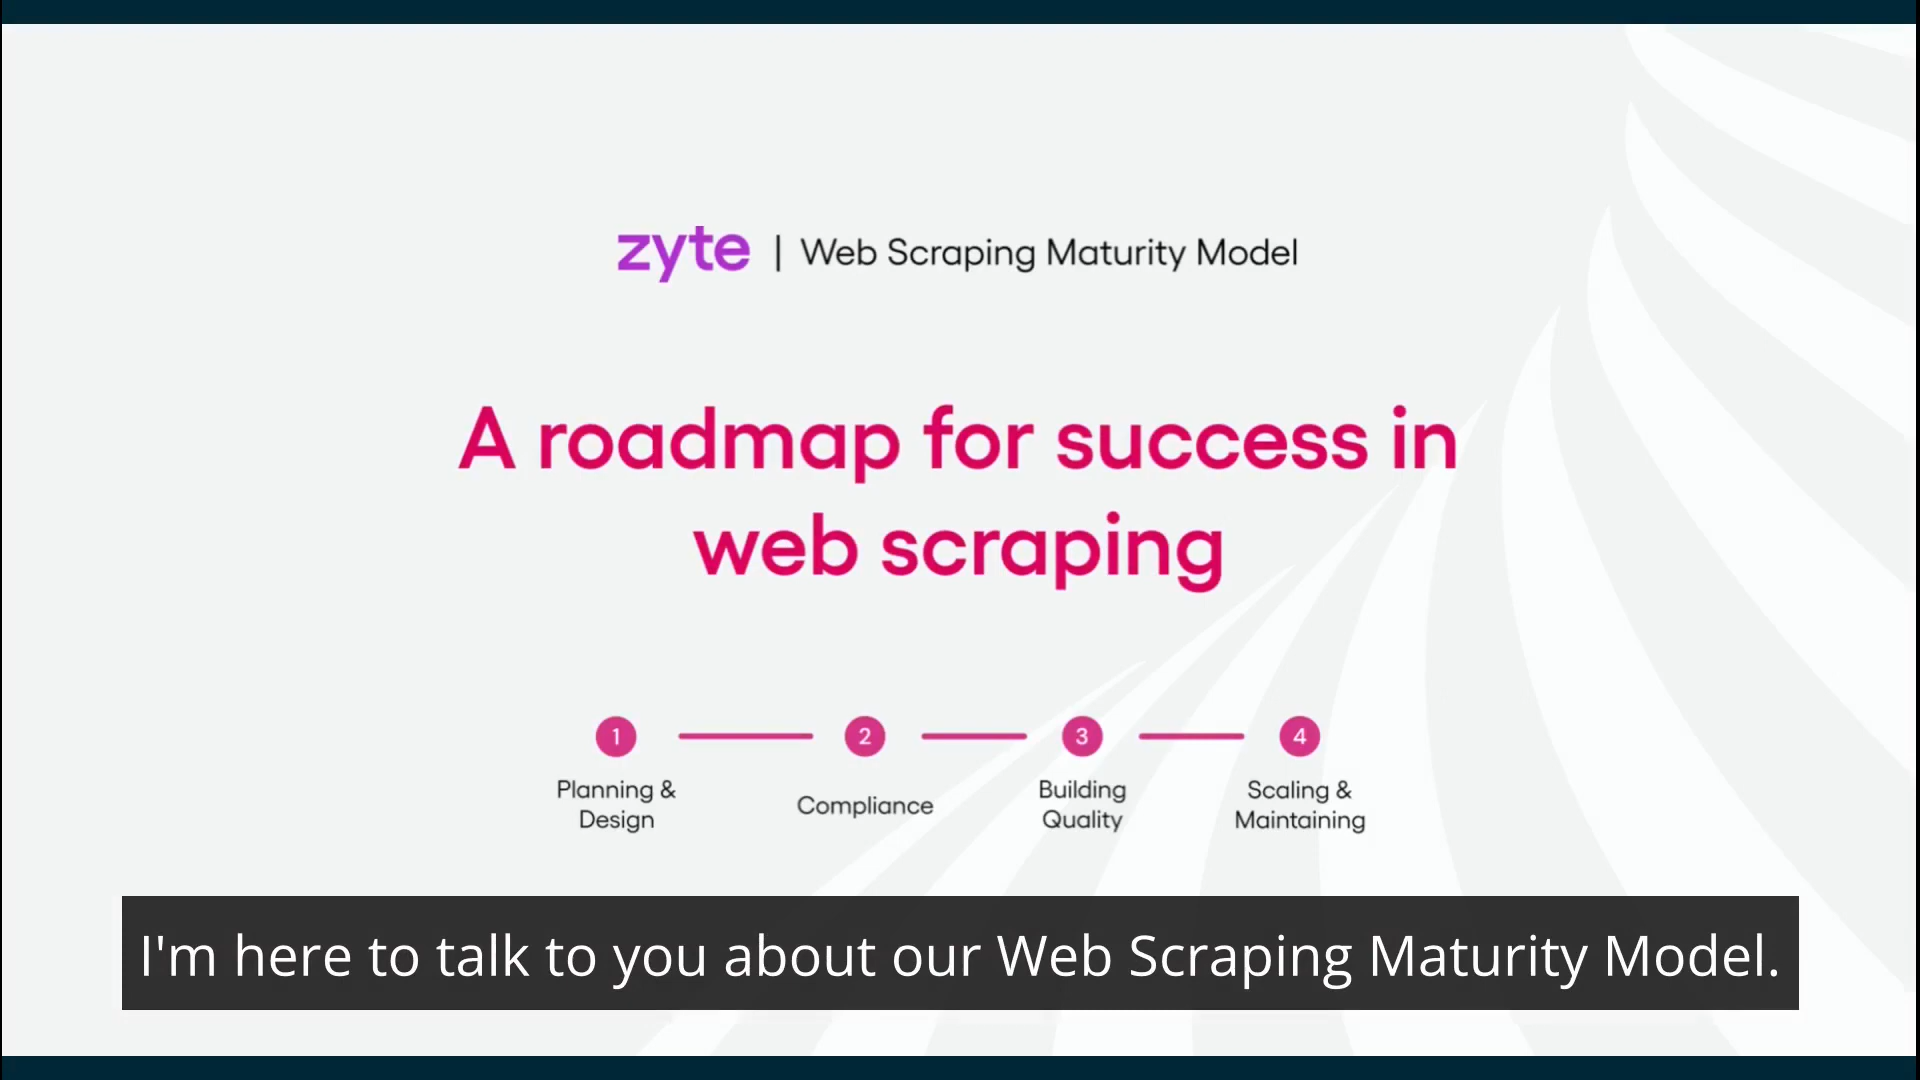 zyte | Web Scraping Maturity Model
A roadmap for success in
web scraping
1 2 3 4
Planning &
Design
Compliance
Building
Quality
Scaling &
Maintaining
I'm here to talk to you about our Web Scraping Maturity Model.